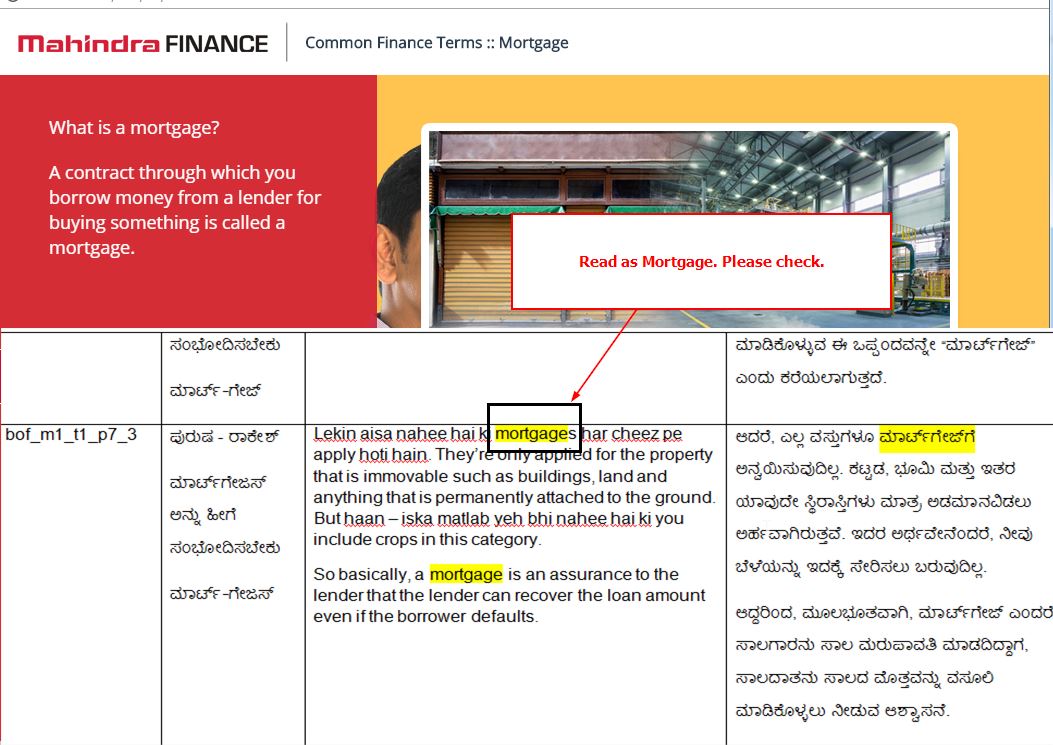 Mahindra FINANCE
Common Finance Terms :: Mortgage
What is a mortgage?
A contract through which you
borrow money from a lender for
buying something is called a
mortgage.
Read as Mortgage. Please check.
ಸಂಭೋದಿಸಬೇಕು
ಮಾರ್ಟ್-ಗೇಜ್
ಮಾಡಿಕೊಳ್ಳುವ ಈ ಒಪ್ಪಂದವನ್ನೇ “ಮಾರ್ಟ್‌ಗೇಜ್”
ಎಂದು ಕರೆಯಲಾಗುತ್ತದೆ.
bof_m1_t1_p7_3
ಪುರುಷ - ರಾಕೇಶ್
ಮಾರ್ಟ್‌ಗೇಜಸ್
ಅನ್ನು ಹೀಗೆ
ಸಂಭೋದಿಸಬೇಕು
ಮಾರ್ಟ್-ಗೇಜಸ್
Lekin aisa nahee hai ki mortgages har cheez pe
apply hoti hain. They’re only applied for the property
that is immovable such as buildings, land and
anything that is permanently attached to the ground.
But haan – iska matlab yeh bhi nahee hai ki you
include crops in this category.
So basically, a mortgage is an assurance to the
lender that the lender can recover the loan amount
even if the borrower defaults.
ಆದರೆ, ಎಲ್ಲ ವಸ್ತುಗಳೂ ಮಾರ್ಟ್‌ಗೇಜ್‌ಗೆ
ಅನ್ವಯಿಸುವುದಿಲ್ಲ. ಕಟ್ಟಡ, ಭೂಮಿ ಮತ್ತು ಇತರ
ಯಾವುದೇ ಸ್ಥಿರಾಸ್ತಿಗಳು ಮಾತ್ರ ಅಡಮಾನವಿಡಲು
ಅರ್ಹವಾಗಿರುತ್ತವೆ. ಇದರ ಅರ್ಥವೇನೆಂದರೆ, ನೀವು
ಬೆಳೆಯನ್ನು ಇದಕ್ಕೆ ಸೇರಿಸಲು ಬರುವುದಿಲ್ಲ.
ಆದ್ದರಿಂದ, ಮೂಲಭೂತವಾಗಿ, ಮಾರ್ಟ್‌ಗೇಜ್ ಎಂದರೆ
ಸಾಲಗಾರನು ಸಾಲ ಮರುಪಾವತಿ ಮಾಡದಿದ್ದಾಗ,
ಸಾಲದಾತನು ಸಾಲದ ಮೊತ್ತವನ್ನು ವಸೂಲಿ
ಮಾಡಿಕೊಳ್ಳಲು ನೀಡುವ ಆಶ್ವಾಸನೆ.